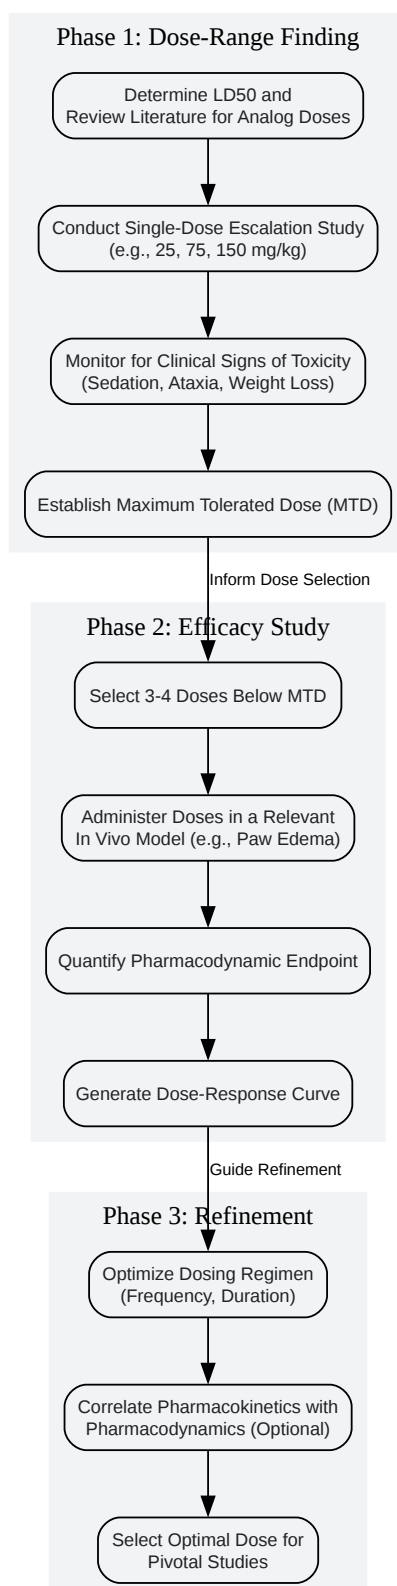 Phase 1: Dose-Range Finding
Determine LD50 and
Review Literature for Analog Doses
Conduct Single-Dose Escalation Study
(e.g., 25, 75, 150 mg/kg)
Monitor for Clinical Signs of Toxicity
(Sedation, Ataxia, Weight Loss)
Establish Maximum Tolerated Dose (MTD)
Inform Dose Selection
Phase 2: Efficacy Study
Select 3-4 Doses Below MTD
Administer Doses in a Relevant
In Vivo Model (e.g., Paw Edema)
Quantify Pharmacodynamic Endpoint
Generate Dose-Response Curve
Guide Refinement
Phase 3: Refinement
Optimize Dosing Regimen
(Frequency, Duration)
Correlate Pharmacokinetics with
Pharmacodynamics (Optional)
Select Optimal Dose for
Pivotal Studies